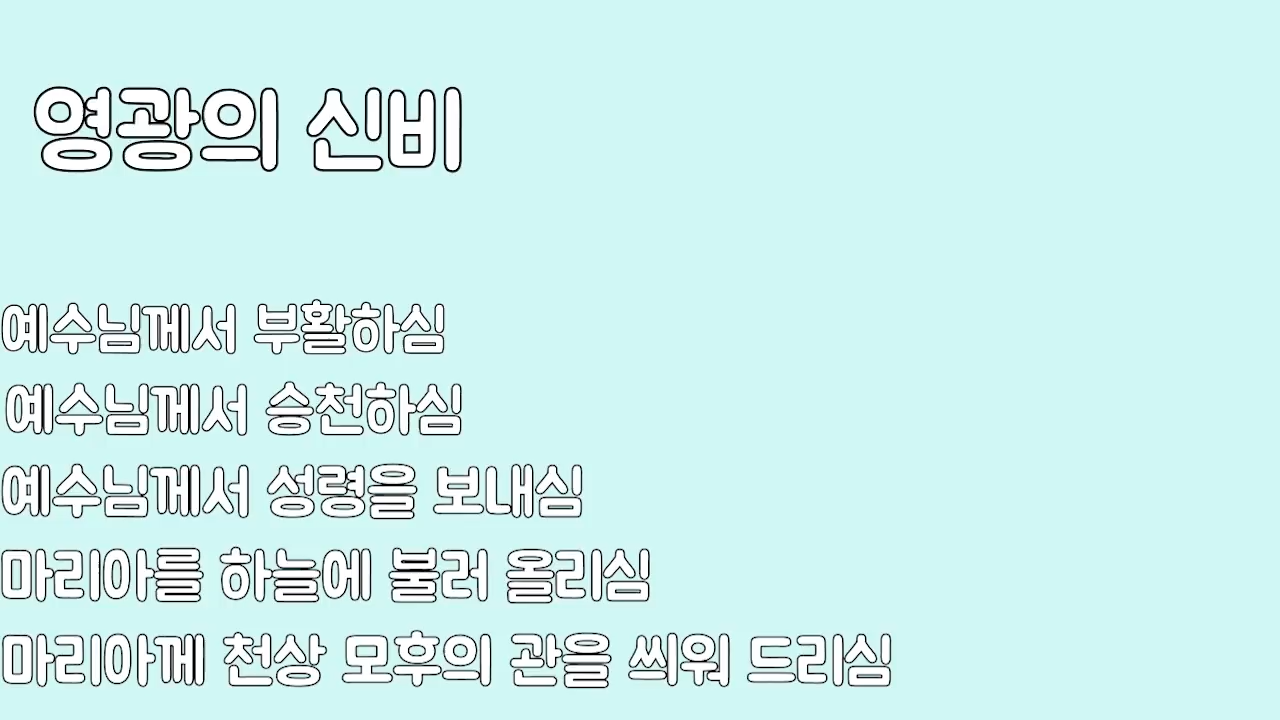 영광의 신비
예수님께서 부활하심
예수님께서 승천하심
예수님께서 성령을 보내심
마리아를 하늘에 불러 올리심
마리아께 천상 모후의 관을 씌워 드리심